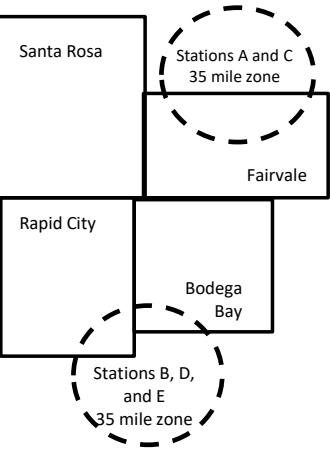 Santa Rosa
Stations A and C
35 mile zone
Fairvale
Rapid City
Bodega
Bay
Stations B, D,
and E
35 mile zone